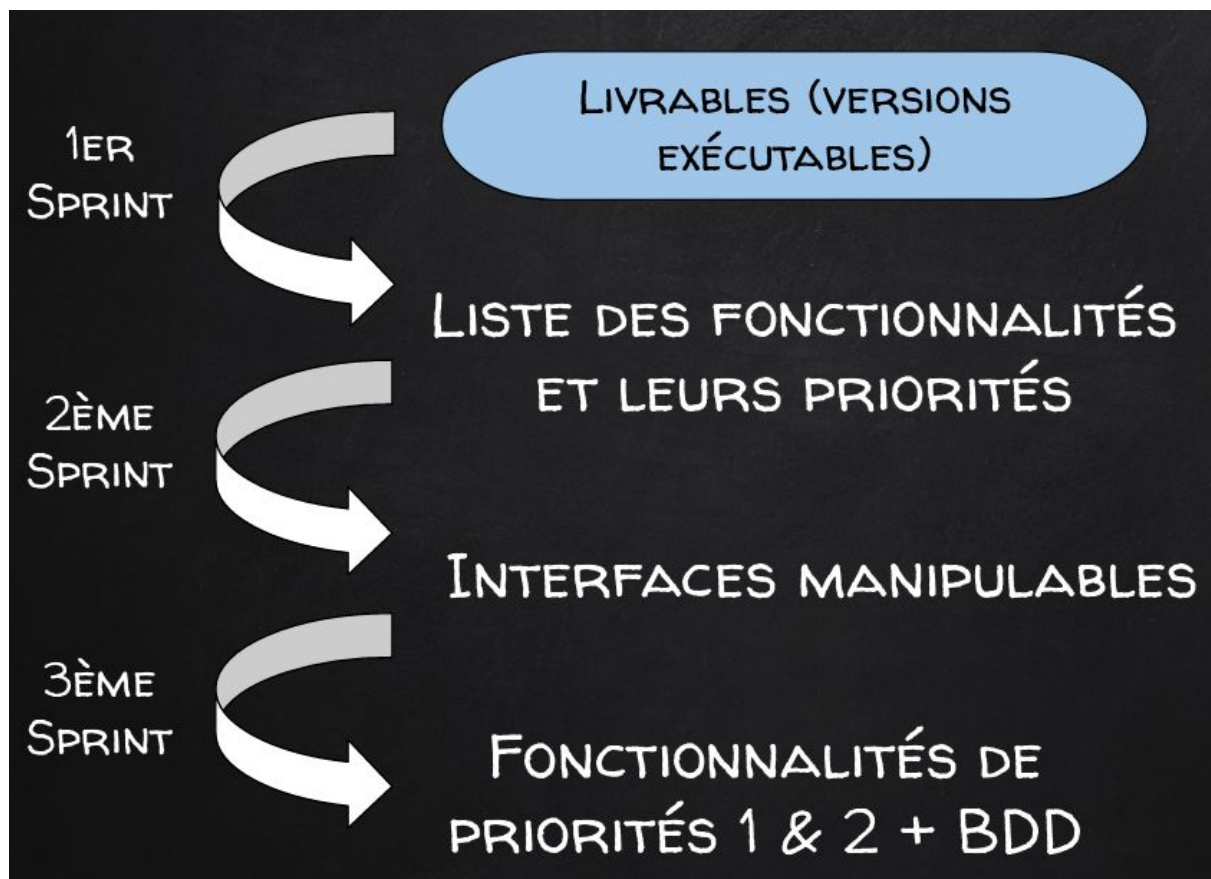 Livrables (versions
exécutables)
1er
Sprint
Liste des fonctionnalités
et leurs priorités
2ème
Sprint
Interfaces manipulables
3ème
Sprint
Fonctionnalités de
priorités 1 & 2 + BDD